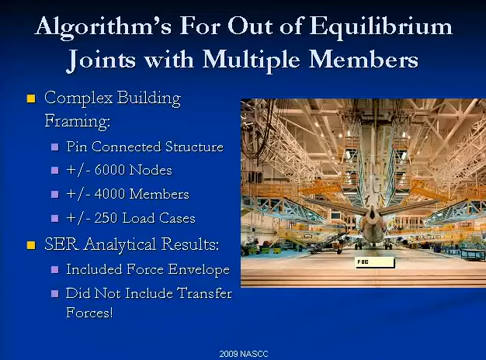 Algorithm's For Out of Equilibrium
Joints with Multiple Members
Complex Building
Framing:
Pin Connected Structure
+/- 6000 Nodes
+/- 4000 Members
+/- 250 Load Cases
SER Analytical Results:
Included Force Envelope
Did Not Include Transfer
Forces!
2009 NASCC